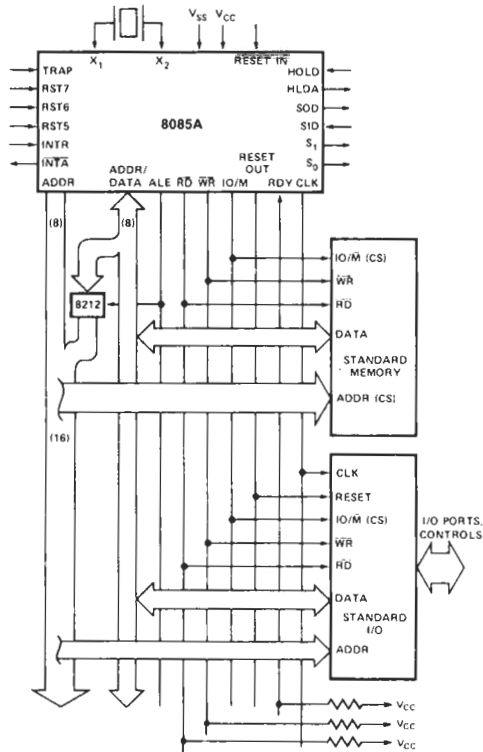 VSS VCC
X1 X2 RESET IN
TRAP HOLD
RST7 HLDA
RST6 SOD
8085A
RST5 SID
INTR S1
INTA S0
ADDR ADDR/ DATA ALE RD WR IO/M RESET OUT RDY CLK
(8) (8)
8212
IO/M (CS)
WR
RD
DATA
STANDARD
MEMORY
ADDR (CS)
(16)
CLK
RESET
IO/M (CS)
WR
RD
I/O PORTS,
CONTROLS
DATA
STANDARD
I/O
ADDR
VCC
VCC
VCC